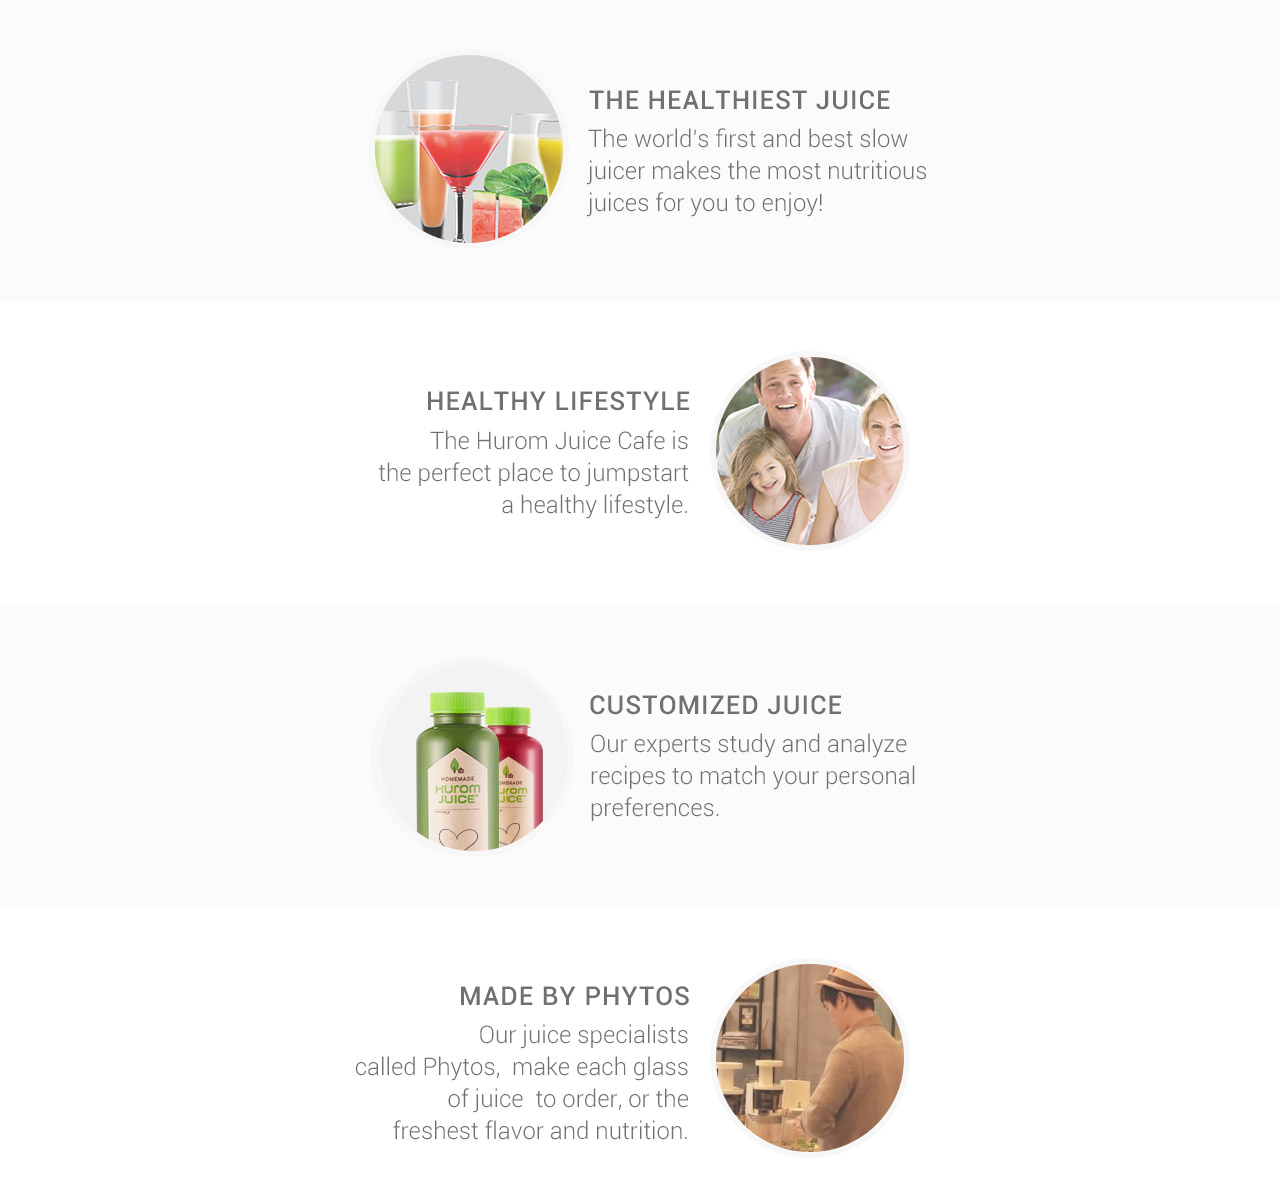 THE HEALTHIEST JUICE
The world's first and best slow
juicer makes the most nutritious
juices for you to enjoy!
HEALTHY LIFESTYLE
The Hurom Juice Cafe is
the perfect place to jumpstart
a healthy lifestyle.
CUSTOMIZED JUICE
Our experts study and analyze
recipes to match your personal
preferences.
HOMEMADE
HUROM
JUICE
HOMEMADE
UROM
UICE
MADE BY PHYTOS
Our juice specialists
called Phytos,  make each glass
of juice  to order, or the
freshest flavor and nutrition.